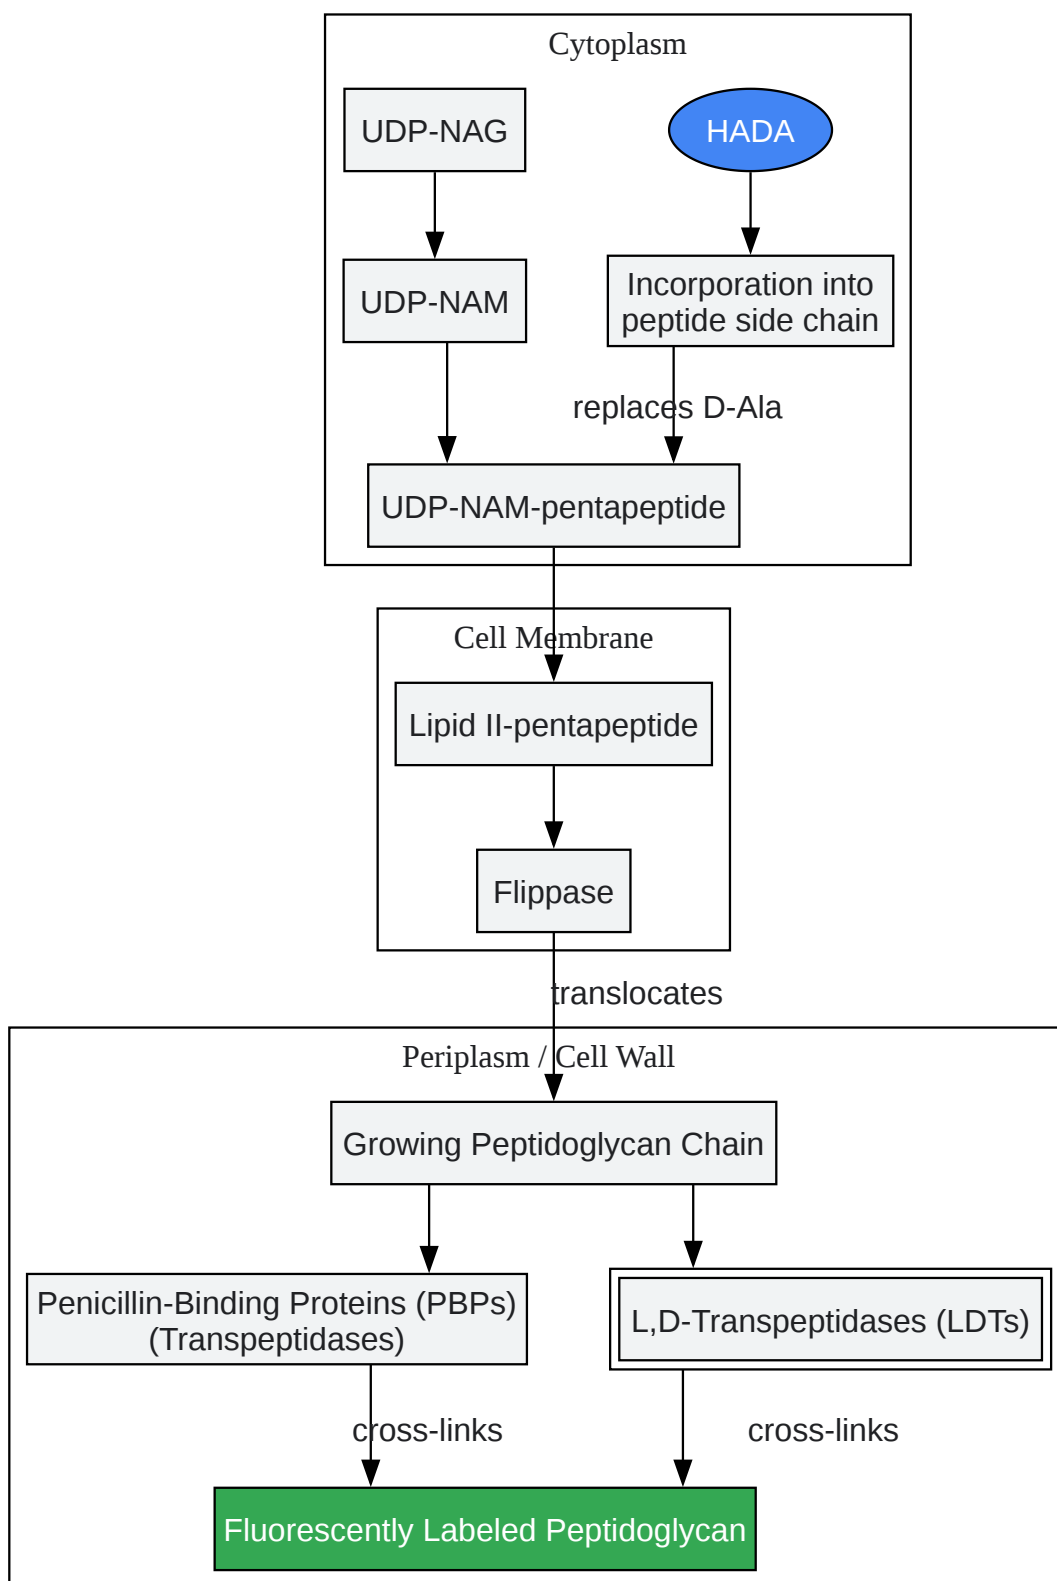 Cytoplasm
UDP-NAG
HADA
UDP-NAM
Incorporation into
peptide side chain
replaces D-Ala
UDP-NAM-pentapeptide
Cell Membrane
Lipid II-pentapeptide
Flippase
translocates
Periplasm / Cell Wall
Growing Peptidoglycan Chain
Penicillin-Binding Proteins (PBPs)
(Transpeptidases)
L,D-Transpeptidases (LDTs)
cross-links
cross-links
Fluorescently Labeled Peptidoglycan